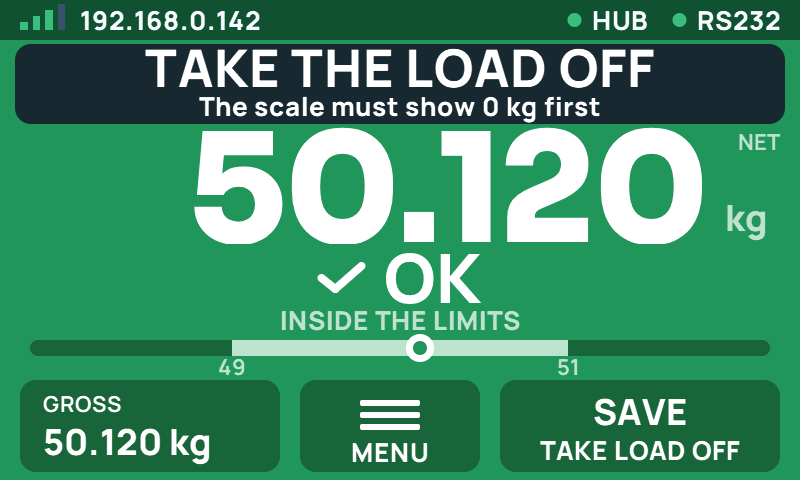 192.168.0.142
HUB
RS232
TAKE THE LOAD OFF
The scale must show 0 kg first
NET
50.120 kg
OK
INSIDE THE LIMITS
49
51
GROSS
50.120 kg
MENU
SAVE
TAKE LOAD OFF